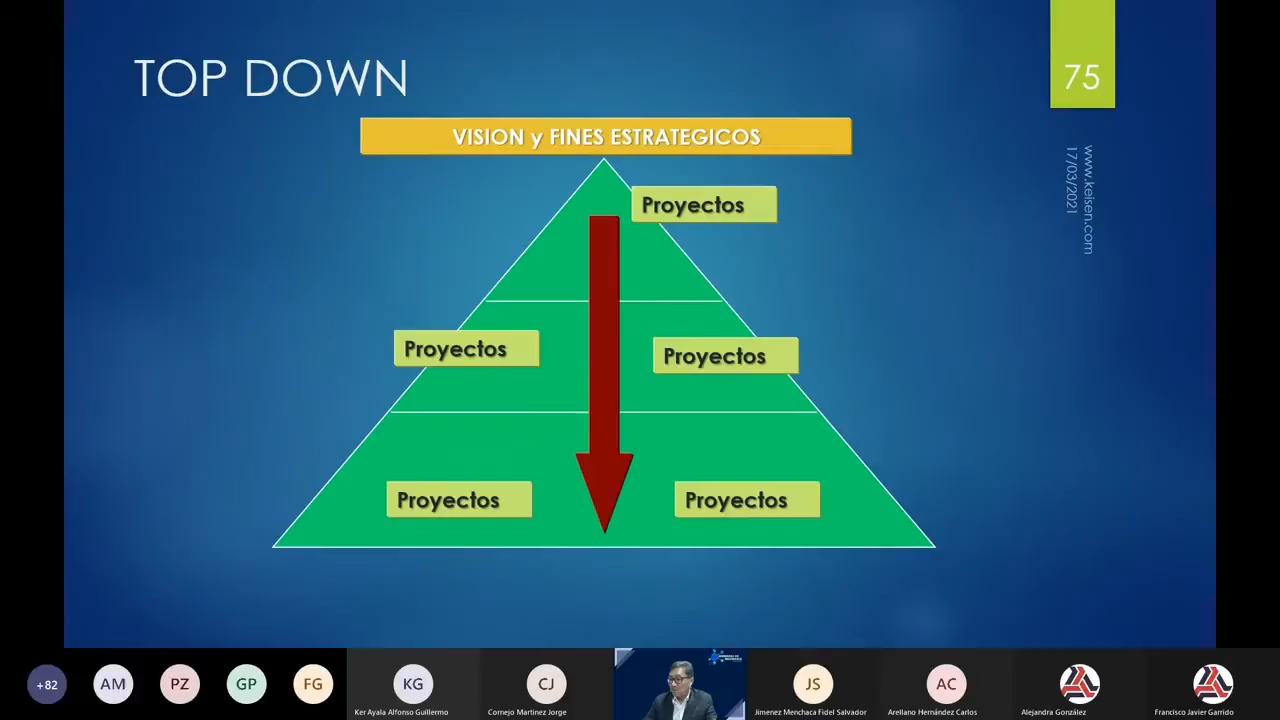 TOP DOWN
75
VISION y FINES ESTRATEGICOS
www.keisen.com
17/03/2021
Proyectos
Proyectos
Proyectos
Proyectos
Proyectos
+82
AM
PZ
GP
FG
KG
CJ
JS
AC
Ker Ayala Alfonso Guillermo
Cornejo Martinez Jorge
Jimenez Menchaca Fidel Salvador
Arellano Hernández Carlos
Alejandra González
Francisco Javier Garrido